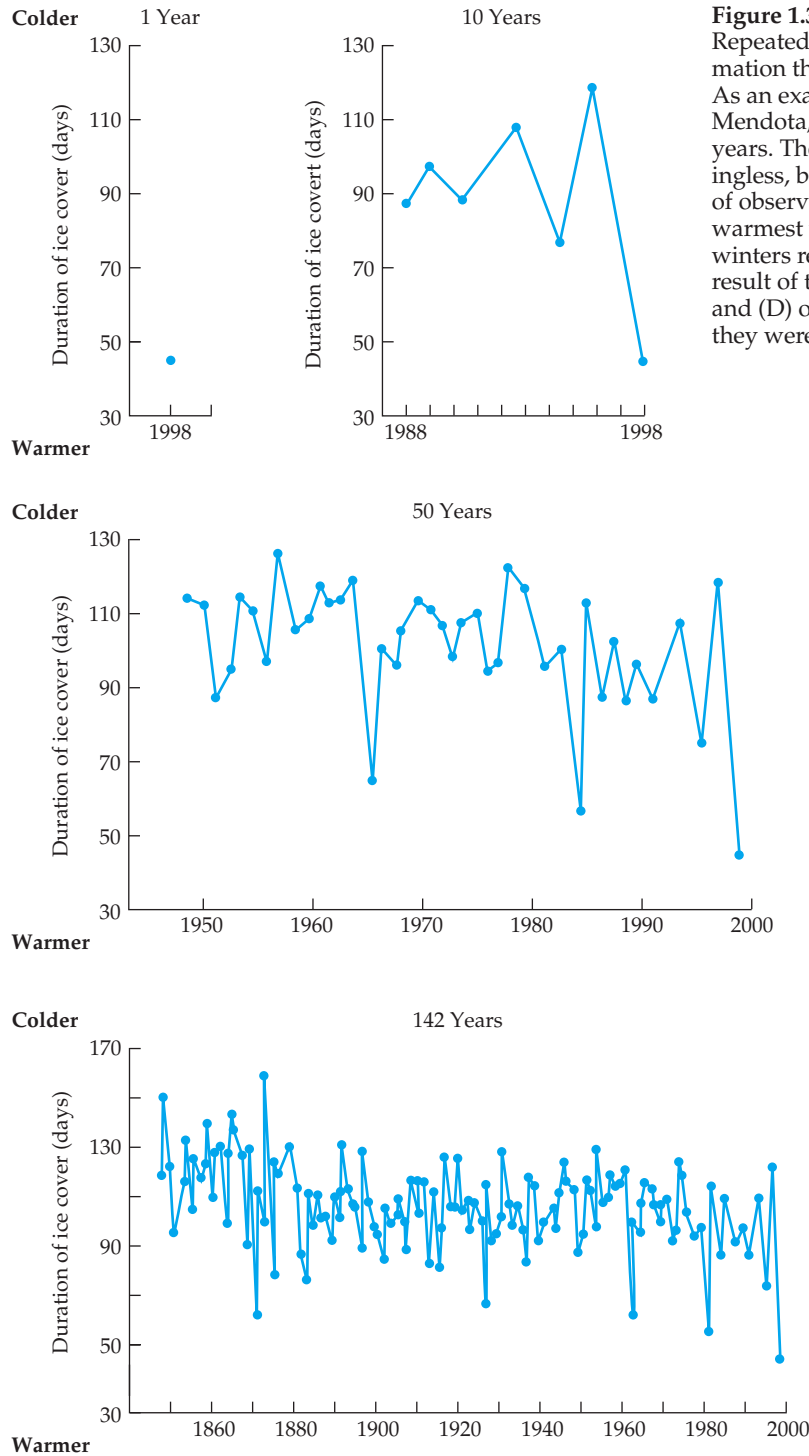 Colder 1 Year 10 Years
130
110
90
70
50
30
Duration of ice cover (days)
1998
130
110
90
70
50
30
Duration of ice covert (days)
1988 1998
Warmer
Figure 1.3
Repeated
mation th
As an exa
Mendota,
years. The
ingless, b
of observ
warmest
winters re
result of t
and (D) o
they were
Colder 50 Years
130
110
90
70
50
30
Duration of ice cover (days)
1950 1960 1970 1980 1990 2000
Warmer
Colder 142 Years
170
130
90
50
30
Duration of ice cover (days)
1860 1880 1900 1920 1940 1960 1980 2000
Warmer